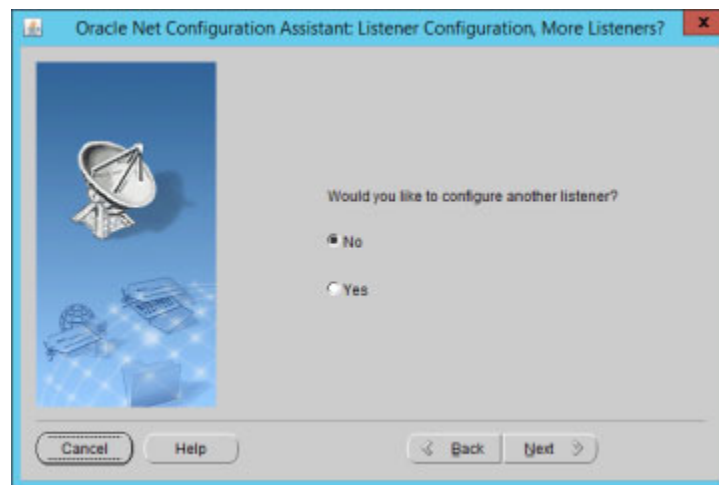 Oracle Net Configuration Assistant: Listener Configuration, More Listeners?
Would you like to configure another listener?
No
Yes
Cancel Help Back Next